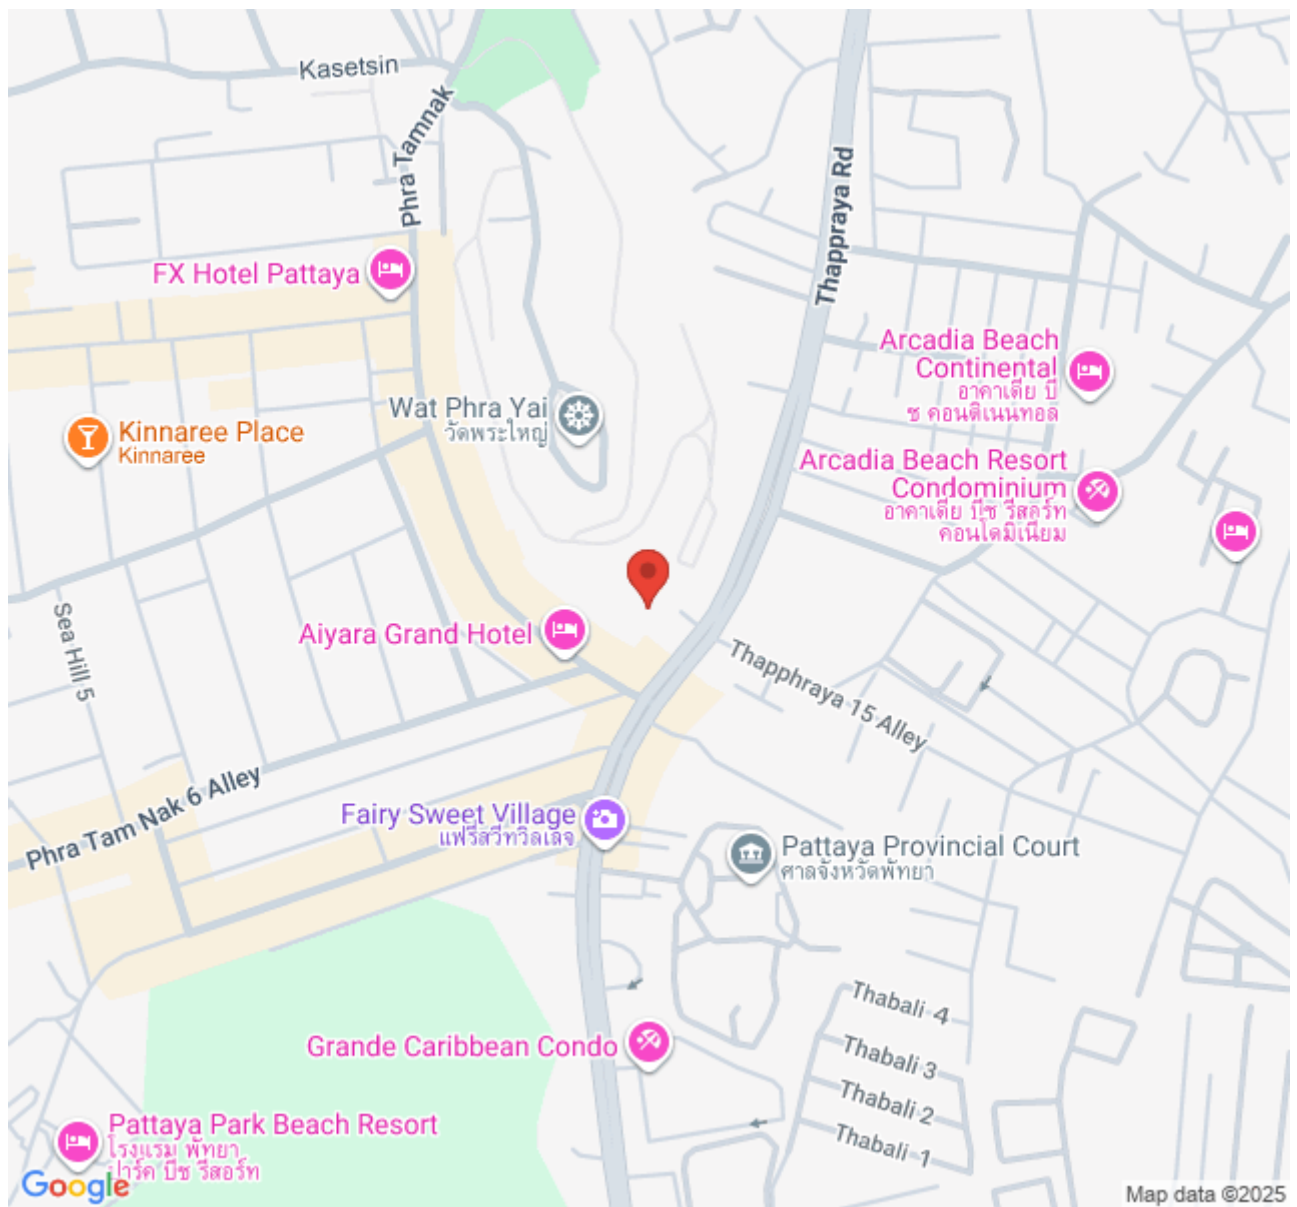 Kasetsin
Phra Tamnak
Thappraya Rd
FX Hotel Pattaya
Arcadia Beach
Continental
อาคาเดีย บี
ช คอนติเนนทอล
Wat Phra Yai
วัดพระใหญ่
Kinnaree Place
Kinnaree
Arcadia Beach Resort
Condominium
อาคาเดีย บีช รีสอร์ท
คอนโดมิเนียม
Sea Hill 5
Aiyara Grand Hotel
Thapphraya 15 Alley
Phra Tam Nak 6 Alley
Fairy Sweet Village
แฟรี่สวีทวิลเลจ
Pattaya Provincial Court
ศาลจังหวัดพัทยา
Thabali 4
Grande Caribbean Condo
Thabali 3
Thabali 2
Thabali 1
Pattaya Park Beach Resort
โรงแรม พัทยา
ปาร์ค บีช รีสอร์ท
Google
Map data ©2025